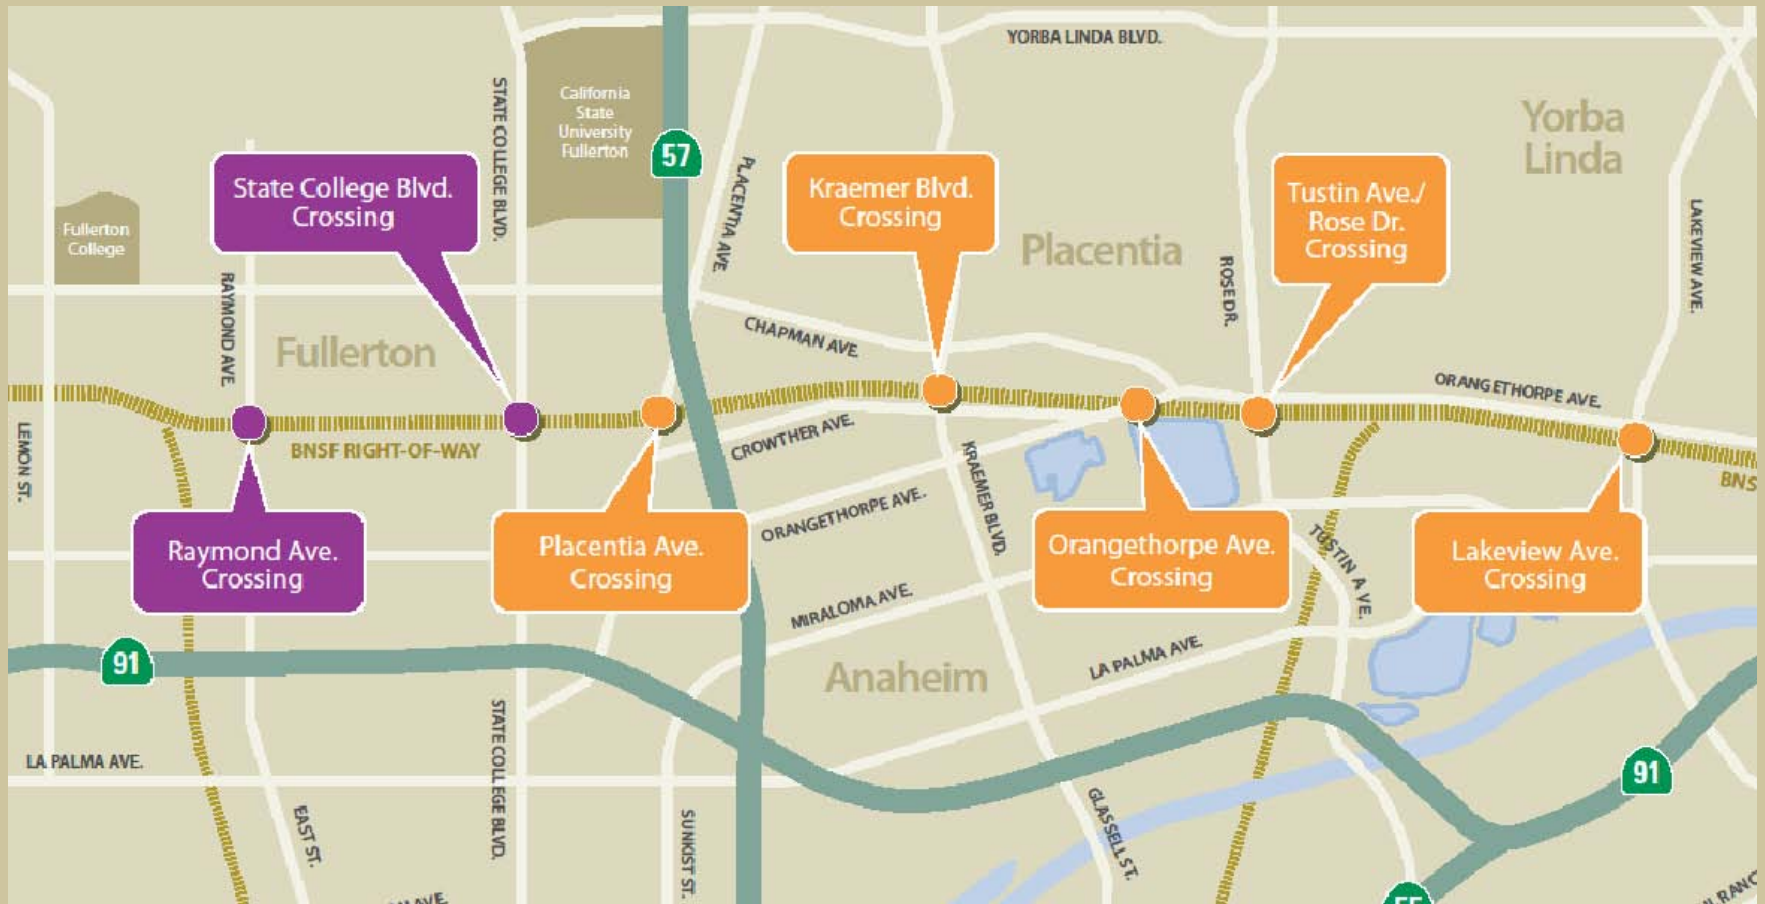 YORBA LINDA BLVD.
STATE COLLEGE BLVD.
California
State
University
Fullerton
57
Yorba
Linda
PLACENTIA AVE.
State College Blvd.
Crossing
Kraemer Blvd.
Crossing
Tustin Ave./
Rose Dr.
Crossing
Fullerton
College
Placentia
LAKEVIEW AVE.
RAYMOND AVE.
ROSE DR.
Fullerton
CHAPMAN AVE.
ORANGETHORPE AVE.
LEMON ST.
BNSF RIGHT-OF-WAY
CROWTHER AVE.
KRAEMER BLVD.
BNS
ORANGETHORPE AVE.
Raymond Ave.
Crossing
Placentia Ave.
Crossing
Orangethorpe Ave.
Crossing
TUSTIN AVE.
Lakeview Ave.
Crossing
MIRALOMA AVE.
91
Anaheim
LA PALMA AVE.
STATE COLLEGE BLVD.
LA PALMA AVE.
91
EAST ST.
SUNKIST ST.
GLASSELL ST.
55
AVE.
RANC